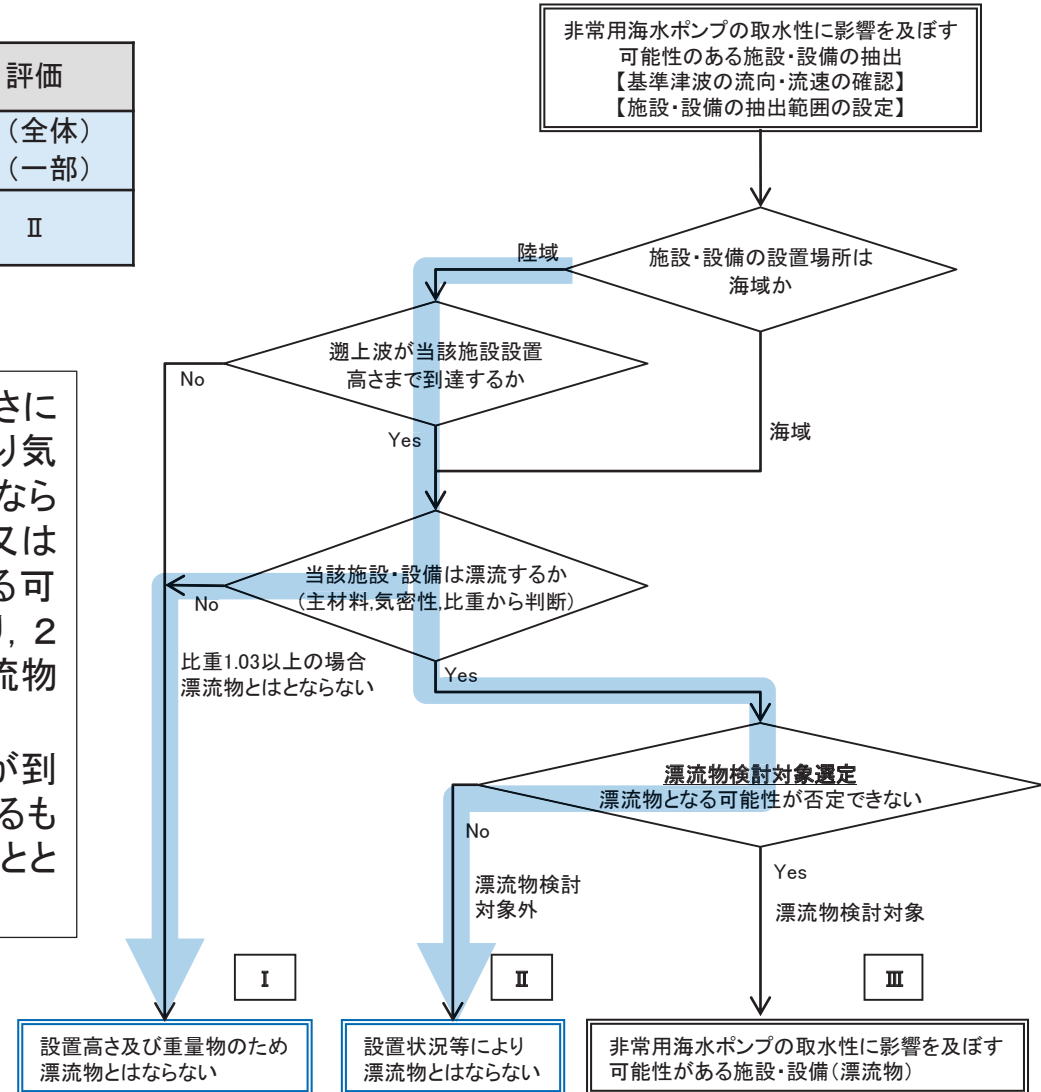 評価
(全体)
(一部)
Ⅱ
さに
り気
なら
又は
る可
り,2
流物
が到
るも
とと
非常用海水ポンプの取水性に影響を及ぼす
可能性のある施設・設備の抽出
【基準津波の流向・流速の確認】
【施設・設備の抽出範囲の設定】
施設・設備の設置場所は
海域か
陸域
海域
遡上波が当該施設設置
高さまで到達するか
No
Yes
当該施設・設備は漂流するか
(主材料,気密性,比重から判断)
No
比重1.03以上の場合
漂流物とはとならない
Yes
漂流物検討対象選定
漂流物となる可能性が否定できない
No
漂流物検討
対象外
Yes
漂流物検討対象
Ⅰ
Ⅱ
Ⅲ
設置高さ及び重量物のため
漂流物とはならない
設置状況等により
漂流物とはならない
非常用海水ポンプの取水性に影響を及ぼす
可能性がある施設・設備(漂流物)